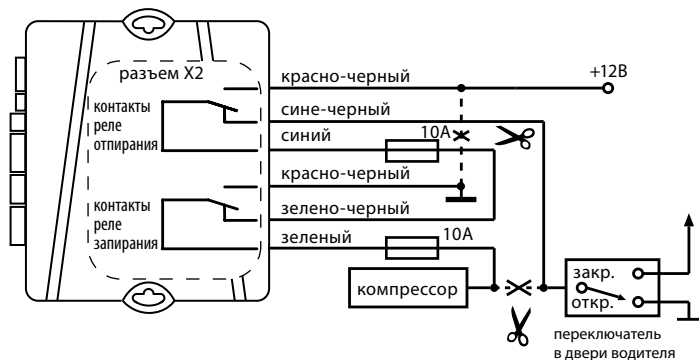 разъем X2
контакты
реле
отпирания
контакты
реле
запирания
красно-черный
+12В
сине-черный
синий
10А
красно-черный
зелено-черный
зеленый
10А
компрессор
закр.
откр.
переключатель
в двери водителя